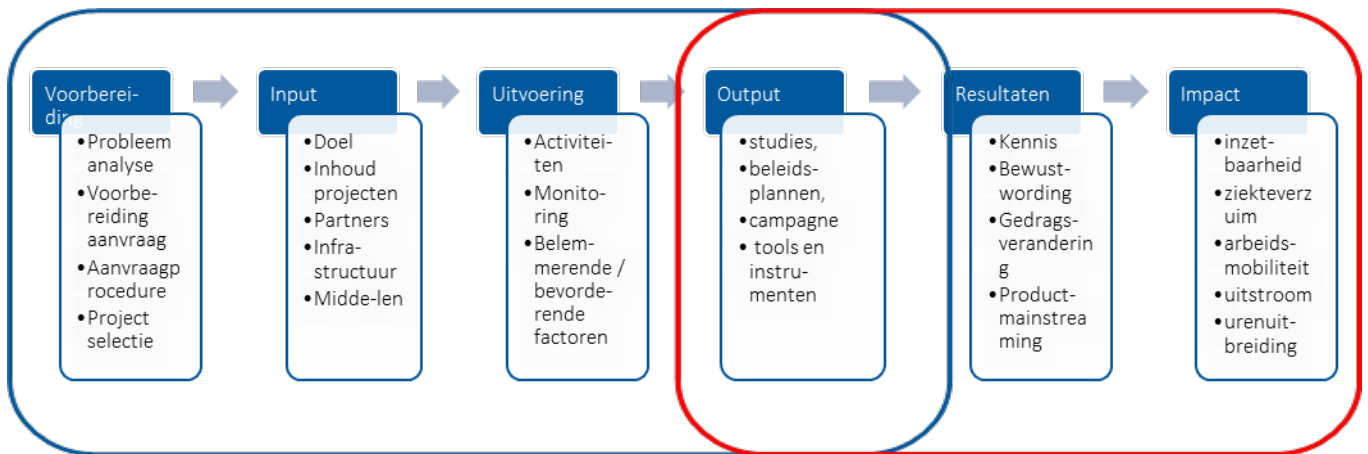 Voorberei-
ding
•Probleem
analyse
•Voorbe-
reiding
aanvraag
•Aanvraagp
rocedure
•Project
selectie
Input
•Doel
•Inhoud
projecten
•Partners
•Infra-
structuur
•Midde-len
Uitvoering
•Activitei-
ten
•Monito-
ring
•Belem-
merende /
bevorde-
rende
factoren
Output
•studies,
•beleids-
plannen,
•campagne
• tools en
instru-
menten
Resultaten
•Kennis
•Bewust-
wording
•Gedrags-
veranderin
g
•Product-
mainstrea
ming
Impact
•inzet-
baarheid
•ziekteverz
uim
•arbeids-
mobiliteit
•uitstroom
•urenuit-
breiding